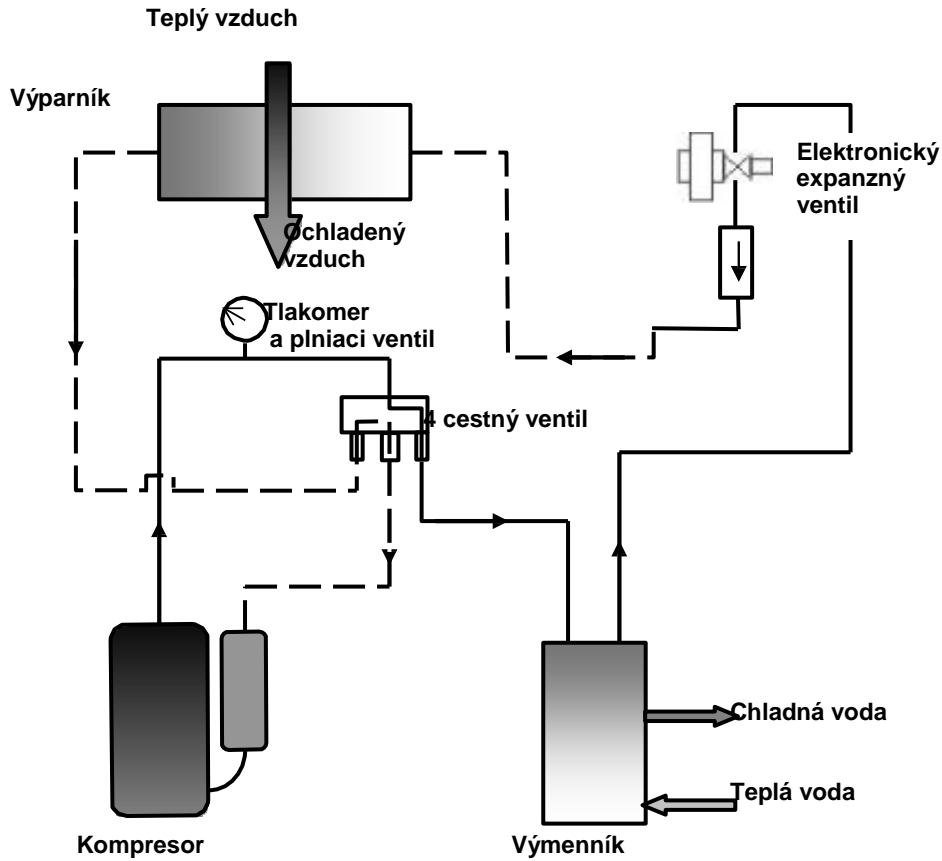 Teplý vzduch
Výparník
Elektronický
expanzný
ventil
Ochladený
vzduch
Tlakomer
a plniaci ventil
4 cestný ventil
Chladná voda
Teplá voda
Kompresor
Výmenník